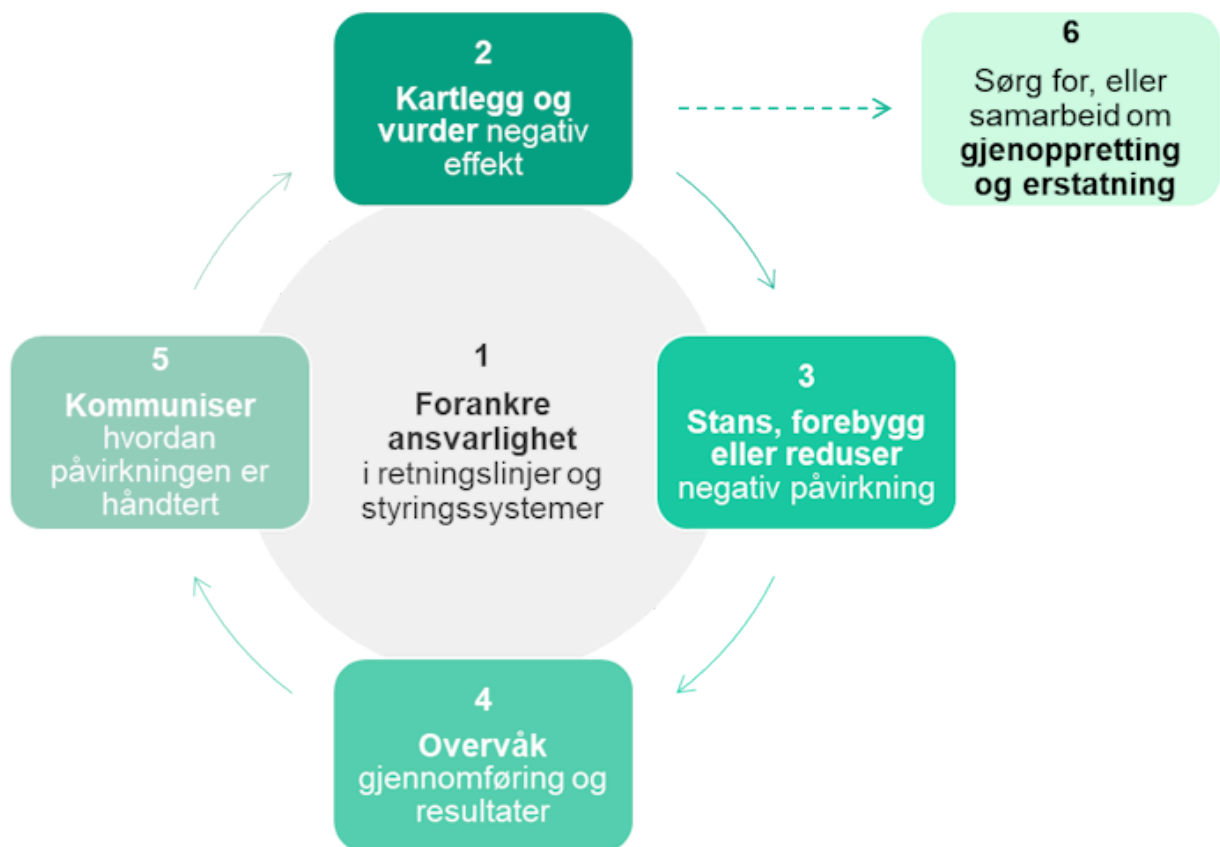 1
Forankre
ansvarlighet
i retningslinjer og
styringssystemer
2
Kartlegg og
vurder negativ
effekt
3
Stans, forebygg
eller reduser
negativ påvirkning
4
Overvåk
gjennomføring og
resultater
5
Kommuniser
hvordan
påvirkningen er
håndtert
6
Sørg for, eller
samarbeid om
gjenoppretting
og erstatning